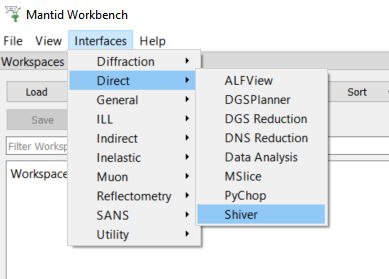 Mantid Workbench
File View Interfaces Help
Workspaces
Load
Sort
Save
Filter Worksp
Workspace
Diffraction
Direct
General
ILL
Indirect
Inelastic
Muon
Reflectometry
SANS
Utility
ALFView
DGSPlanner
DGS Reduction
DNS Reduction
Data Analysis
MSlice
PyChop
Shiver